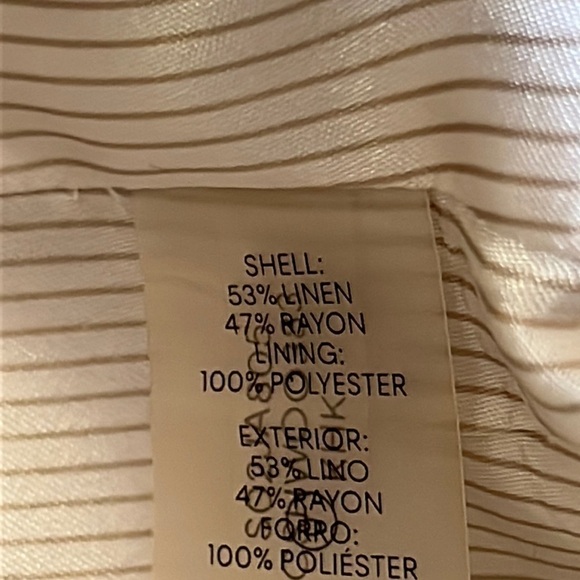 SHELL:
53% LINEN
47% RAYON
LINING:
100% POLYESTER
EXTERIOR:
53% LINO
47% RAYON
FORRO:
100% POLIÉSTER